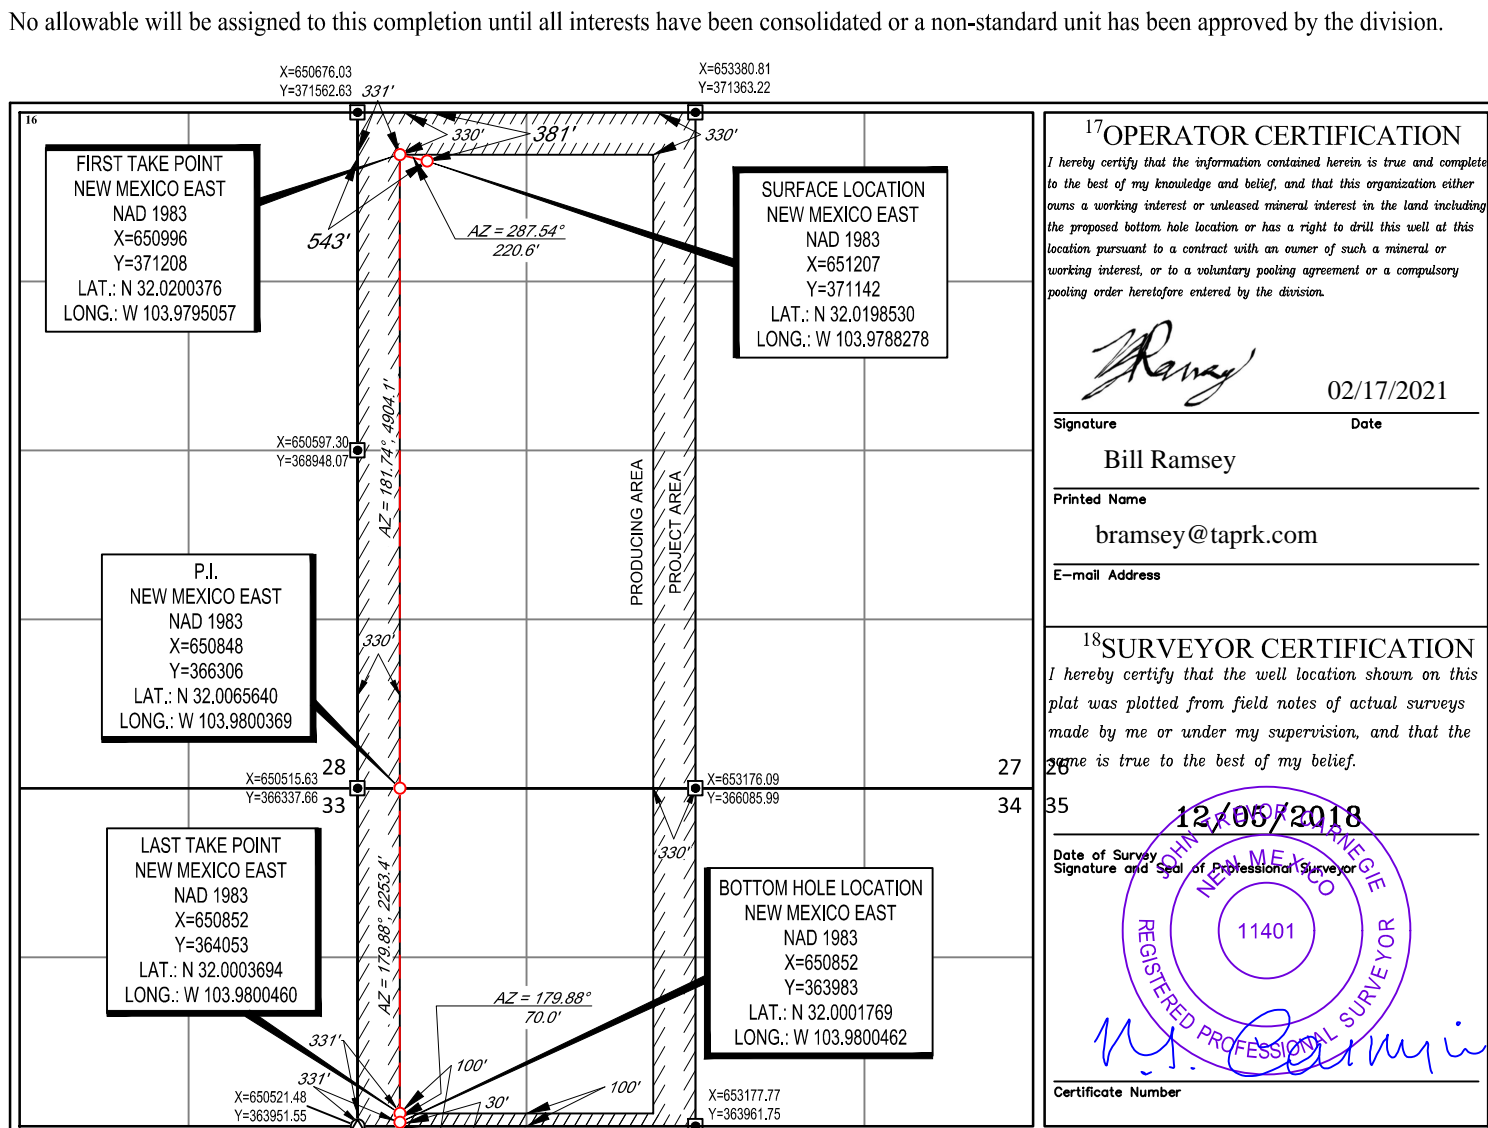 No allowable will be assigned to this completion until all interests have been consolidated or a non-standard unit has been approved by the division.
X=650676.03
Y=371562.63
331'
X=653380.81
Y=371363.22
16
330'
381'
330'
FIRST TAKE POINT
NEW MEXICO EAST
NAD 1983
X=650996
Y=371208
LAT.: N 32.0200376
LONG.: W 103.9795057
543'
AZ = 287.54°
220.6'
SURFACE LOCATION
NEW MEXICO EAST
NAD 1983
X=651207
Y=371142
LAT.: N 32.0198530
LONG.: W 103.9788278
X=650597.30
Y=368948.07
AZ = 181.74°, 4904.1'
PRODUCING AREA
PROJECT AREA
P.I.
NEW MEXICO EAST
NAD 1983
X=650848
Y=366306
LAT.: N 32.0065640
LONG.: W 103.9800369
330'
28
27
26
X=650515.63
Y=366337.66
X=653176.09
Y=366085.99
33
34
35
330'
LAST TAKE POINT
NEW MEXICO EAST
NAD 1983
X=650852
Y=364053
LAT.: N 32.0003694
LONG.: W 103.9800460
AZ = 179.88°, 2253.4'
BOTTOM HOLE LOCATION
NEW MEXICO EAST
NAD 1983
X=650852
Y=363983
LAT.: N 32.0001769
LONG.: W 103.9800462
AZ = 179.88°
70.0'
331'
331'
100'
100'
30'
X=650521.48
Y=363951.55
X=653177.77
Y=363961.75
17 OPERATOR CERTIFICATION
I hereby certify that the information contained herein is true and complete
to the best of my knowledge and belief, and that this organization either
owns a working interest or unleased mineral interest in the land including
the proposed bottom hole location or has a right to drill this well at this
location pursuant to a contract with an owner of such a mineral or
working interest, or to a voluntary pooling agreement or a compulsory
pooling order heretofore entered by the division.
02/17/2021
Signature Date
Bill Ramsey
Printed Name
bramsey@taprk.com
E-mail Address
18 SURVEYOR CERTIFICATION
I hereby certify that the well location shown on this
plat was plotted from field notes of actual surveys
made by me or under my supervision, and that the
same is true to the best of my belief.
12/05/2018
Date of Survey
Signature and Seal of Professional Surveyor
JOHN TREVOR CARNEGIE
NEW MEXICO
11401
REGISTERED PROFESSIONAL SURVEYOR
Certificate Number